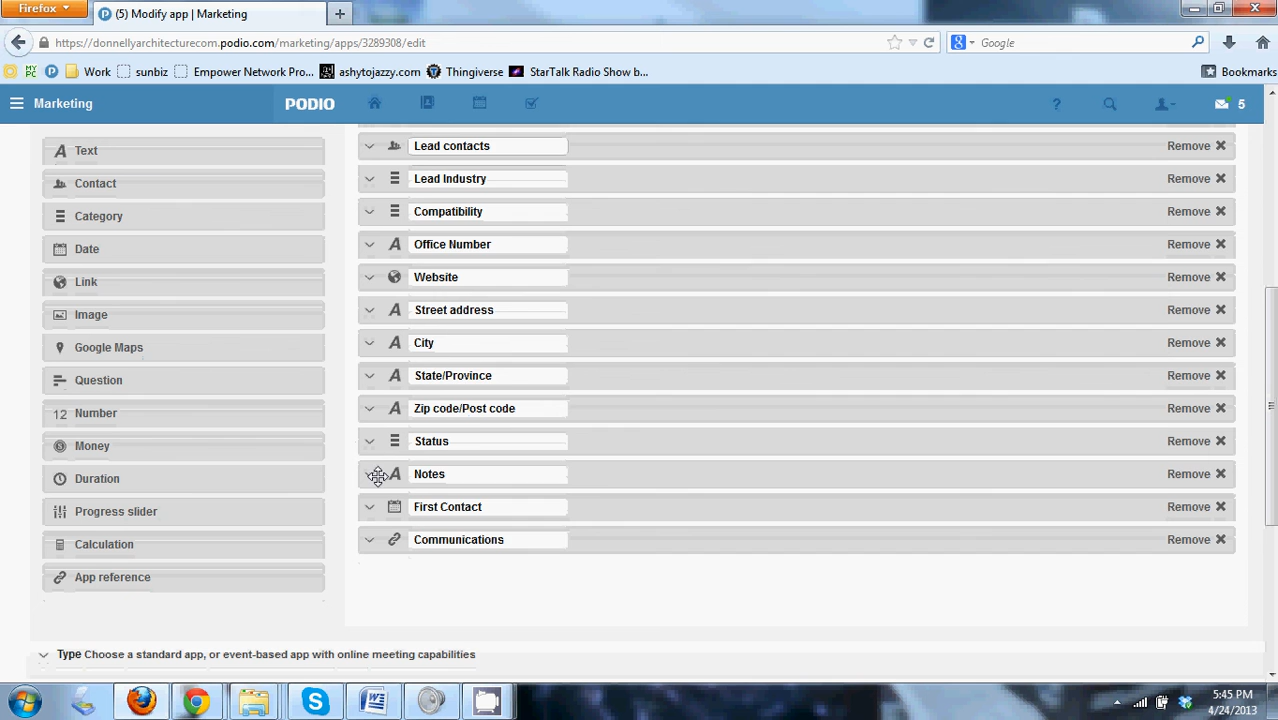 Firefox
(5) Modify app | Marketing
https://donnellyarchitecturecom.podio.com/marketing/apps/3289308/edit
Google
Work sunbiz Empower Network Pro... ashytojazzy.com Thingiverse StarTalk Radio Show b... Bookmarks
Marketing PODIO ? 5
Text
Contact
Category
Date
Link
Image
Google Maps
Question
12 Number
Money
Duration
Progress slider
Calculation
App reference
Lead contacts Remove
Lead Industry Remove
Compatibility Remove
Office Number Remove
Website Remove
Street address Remove
City Remove
State/Province Remove
Zip code/Post code Remove
Status Remove
Notes Remove
First Contact Remove
Communications Remove
Type Choose a standard app, or event-based app with online meeting capabilities
5:45 PM
4/24/2013